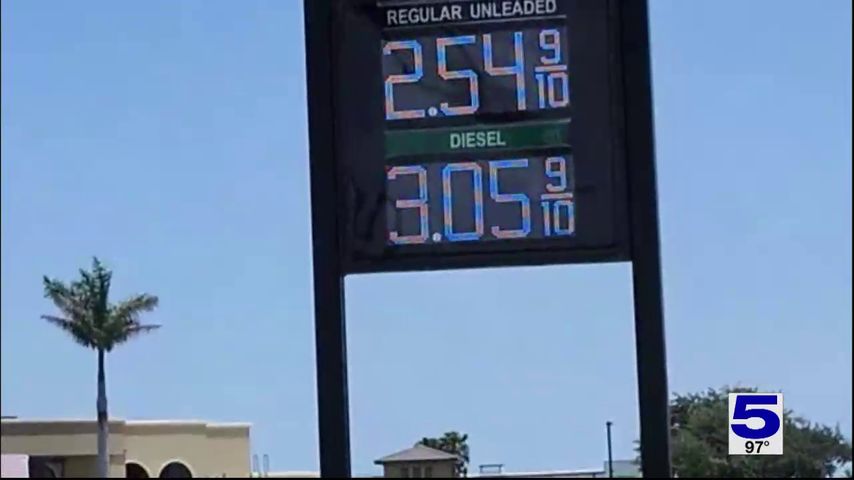 REGULAR UNLEADED
2.54 9/10
DIESEL
3.05 9/10
5
97°